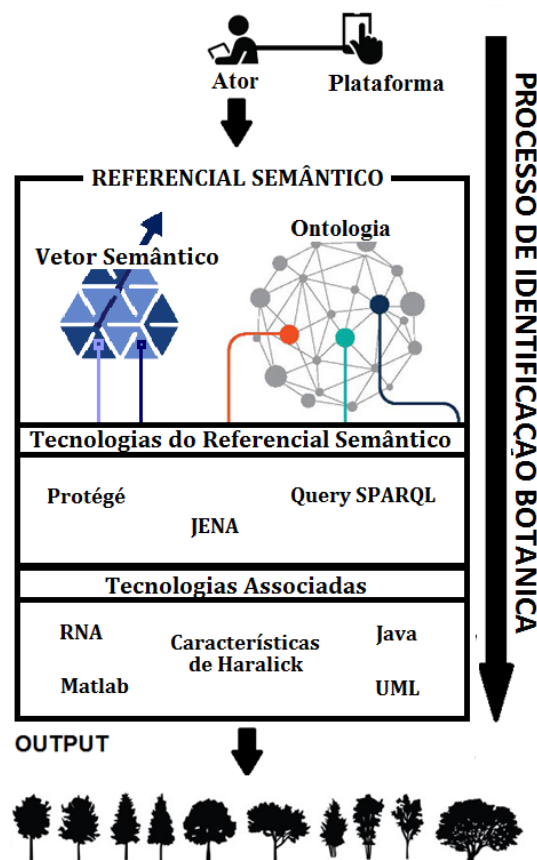 Ator
Plataforma
PROCESSO DE IDENTIFICAÇAO BOTANICA
REFERENCIAL SEMÂNTICO
Vetor Semântico
Ontologia
Tecnologias do Referencial Semântico
Protégé
Query SPARQL
JENA
Tecnologias Associadas
RNA
Características
de Haralick
Java
Matlab
UML
OUTPUT